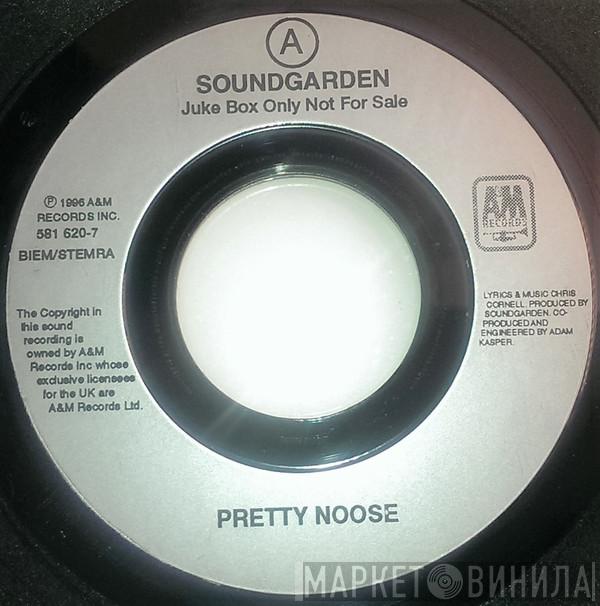 A
SOUNDGARDEN
Juke Box Only Not For Sale
℗ 1996 A&M
RECORDS INC.
581 620-7
BIEM/STEMRA
The Copyright in
this sound
recording is
owned by A&M
Records Inc whose
exclusive licensees
for the UK are
A&M Records Ltd.
A&M
RECORDS
LYRICS & MUSIC CHRIS
CORNELL. PRODUCED BY
SOUNDGARDEN. CO-
PRODUCED AND
ENGINEERED BY ADAM
KASPER.
PRETTY NOOSE
МАРКЕТ ВИНИЛА